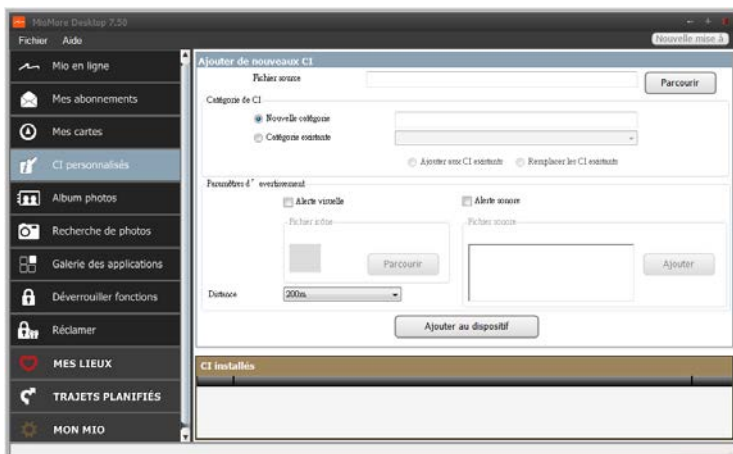 MioMore Desktop 7.50
Fichier Aide
Nouvelle mise à
Mio en ligne
Mes abonnements
Mes cartes
CI personnalisés
Album photos
Recherche de photos
Galerie des applications
Déverrouiller fonctions
Réclamer
MES LIEUX
TRAJETS PLANIFIÉS
MON MIO
Ajouter de nouveaux CI
Fichier source
Parcourir
Catégorie de CI
Nouvelle catégorie
Catégorie existante
Ajouter aux CI existants Remplacer les CI existants
Paramètres d'avertissement
Alerte visuelle Alerte sonore
Fichier icône Fichier source
Parcourir Ajouter
Distance 200m
Ajouter au dispositif
CI installés